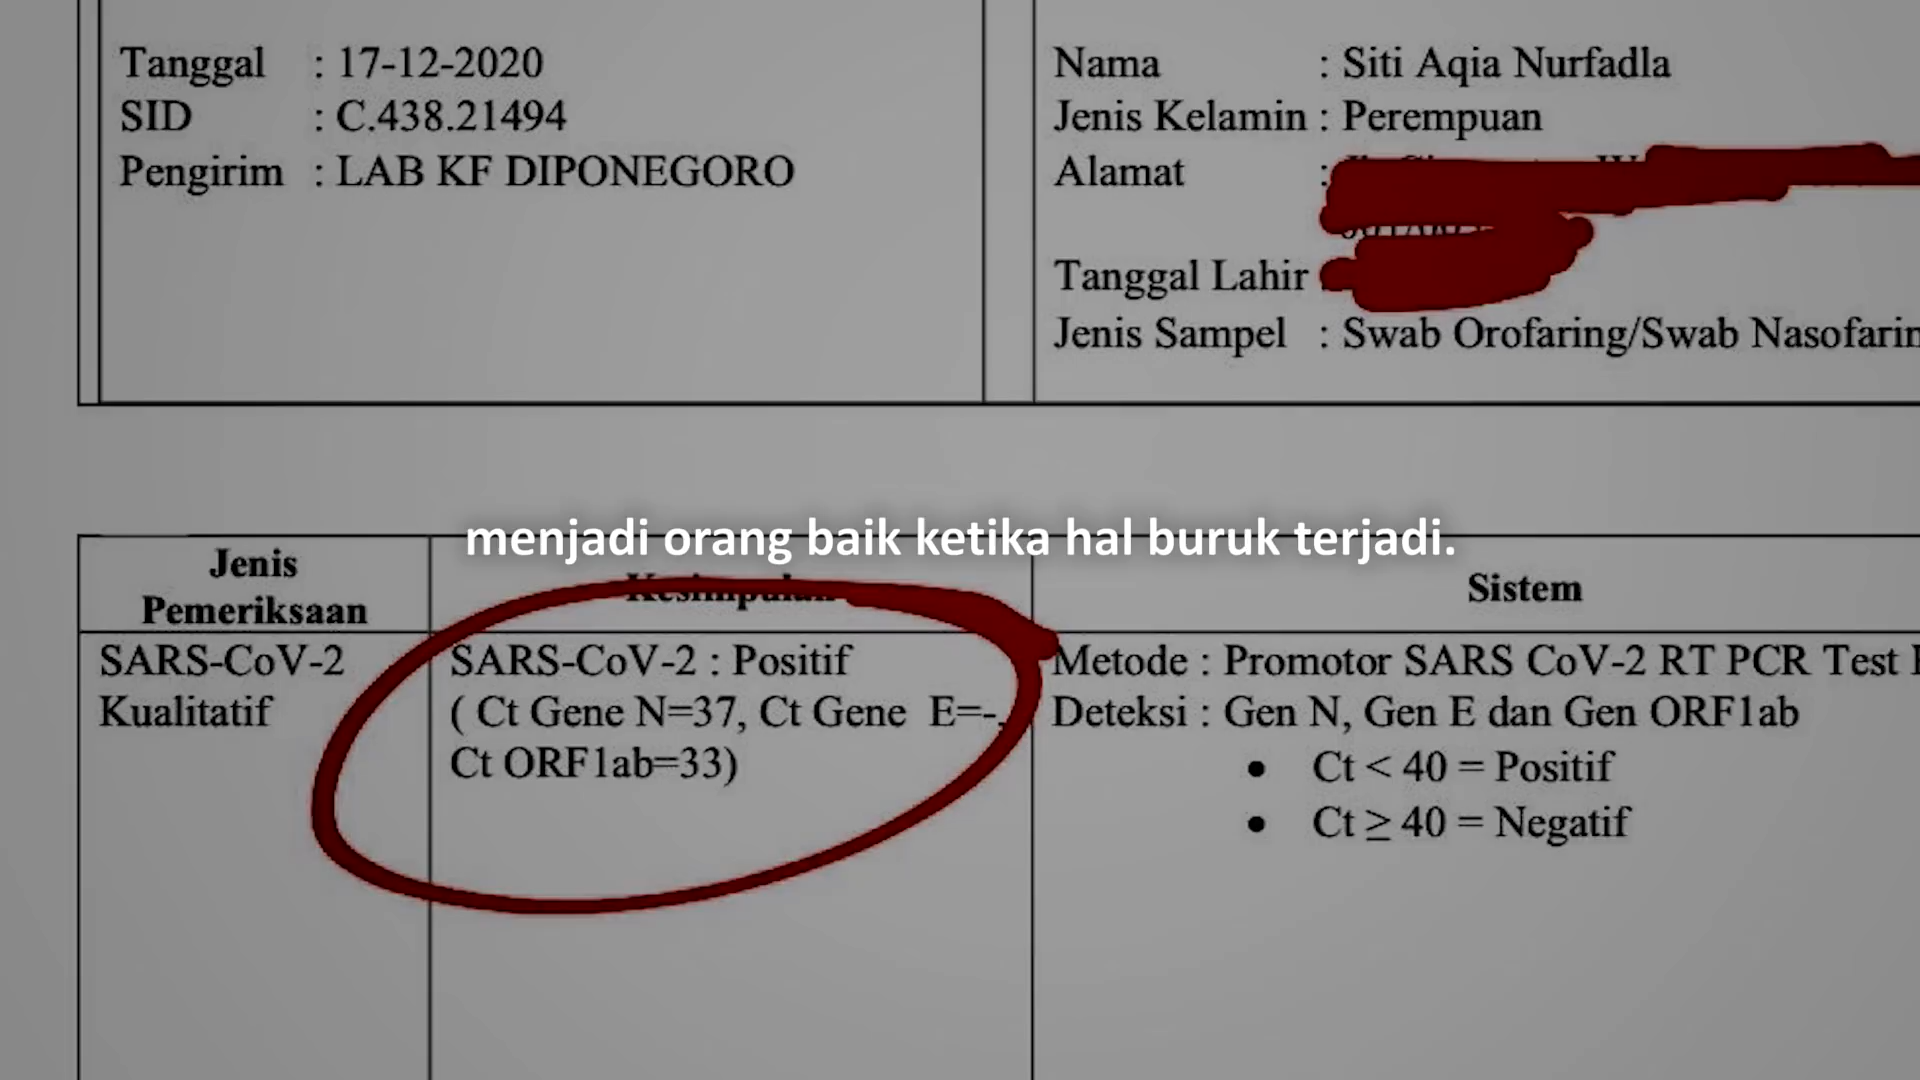 Tanggal : 17-12-2020
SID : C.438.21494
Pengirim : LAB KF DIPONEGORO
Nama : Siti Aqia Nurfadla
Jenis Kelamin : Perempuan
Alamat :
Tanggal Lahir
Jenis Sampel : Swab Orofaring/Swab Nasofarin
menjadi orang baik ketika hal buruk terjadi.
Jenis
Pemeriksaan
Kesimpulan
Sistem
SARS-CoV-2
Kualitatif
SARS-CoV-2 : Positif
( Ct Gene N=37, Ct Gene E=-,
Ct ORF1ab=33)
Metode : Promotor SARS CoV-2 RT PCR Test
Deteksi : Gen N, Gen E dan Gen ORF1ab
• Ct < 40 = Positif
• Ct ≥ 40 = Negatif